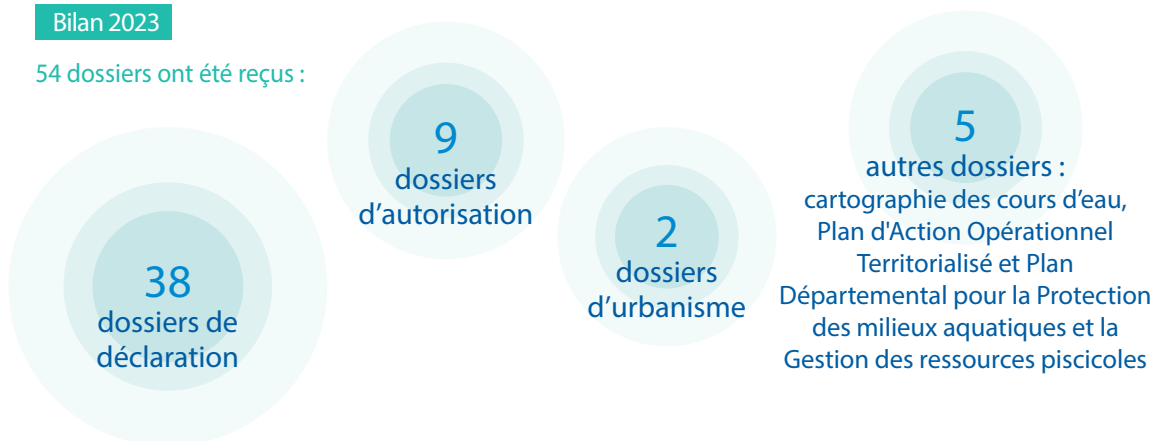 Bilan 2023
54 dossiers ont été reçus :
38
dossiers de
déclaration
9
dossiers
d’autorisation
2
dossiers
d’urbanisme
5
autres dossiers :
cartographie des cours d’eau,
Plan d'Action Opérationnel
Territorialisé et Plan
Départemental pour la Protection
des milieux aquatiques et la
Gestion des ressources piscicoles